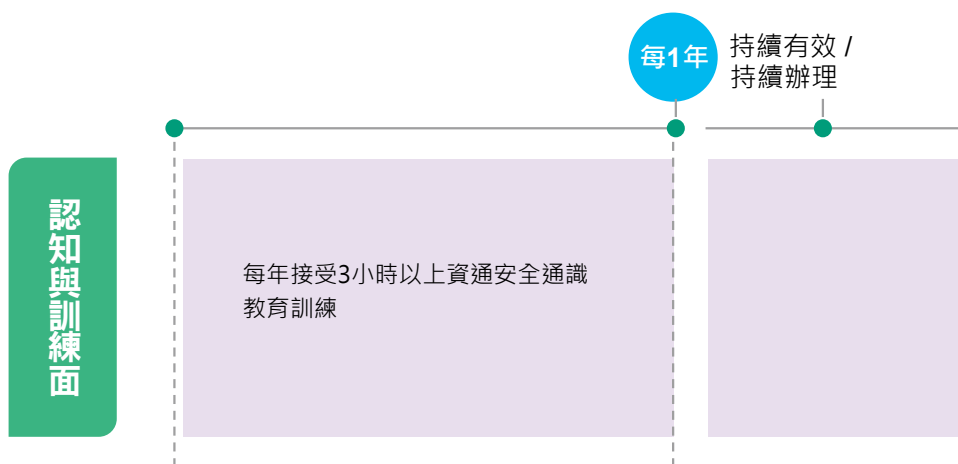 每1年
持續有效 /
持續辦理
認知與訓練面
每年接受3小時以上資通安全通識
教育訓練